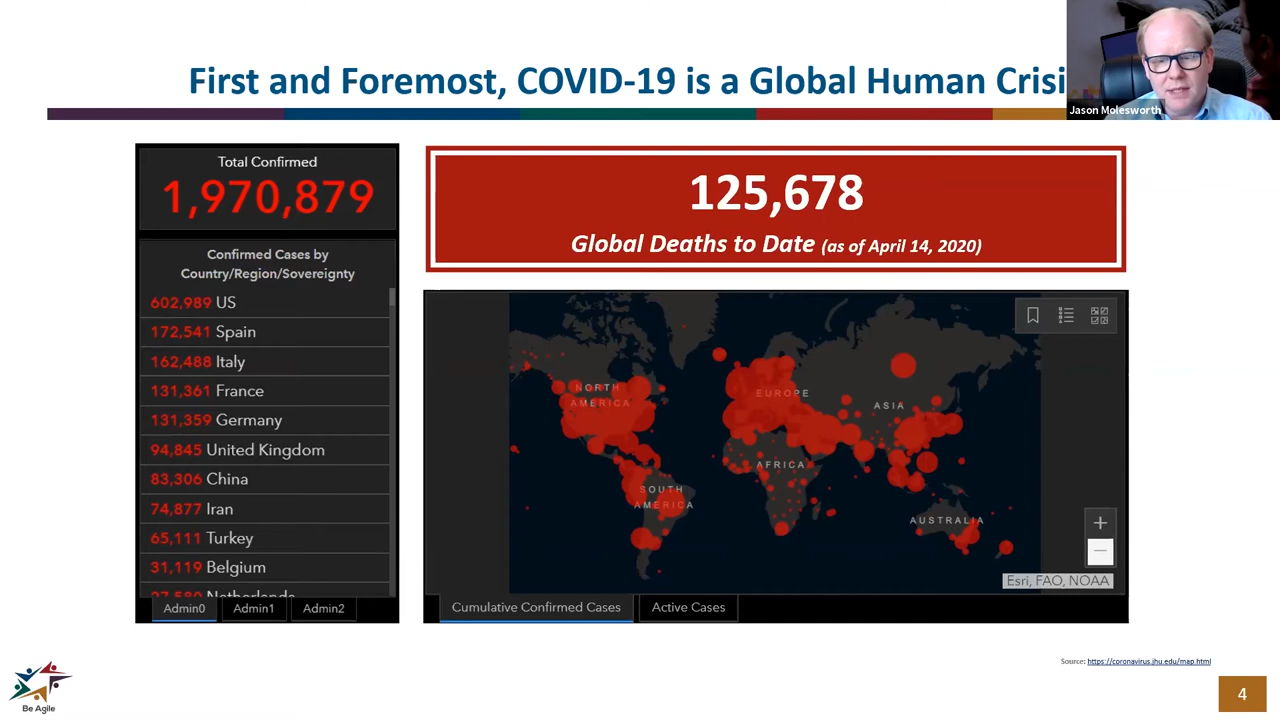 First and Foremost, COVID-19 is a Global Human Crisi
Jason Molesworth
Total Confirmed
1,970,879
Confirmed Cases by
Country/Region/Sovereignty
602,989 US
172,541 Spain
162,488 Italy
131,361 France
131,359 Germany
94,845 United Kingdom
83,306 China
74,877 Iran
65,111 Turkey
31,119 Belgium
27,580 Netherlands
Admin0 Admin1 Admin2
125,678
Global Deaths to Date (as of April 14, 2020)
NORTH
AMERICA
EUROPE
ASIA
AFRICA
SOUTH
AMERICA
AUSTRALIA
Esri, FAO, NOAA
Cumulative Confirmed Cases Active Cases
Source: https://coronavirus.jhu.edu/map.html
Be Agile
4